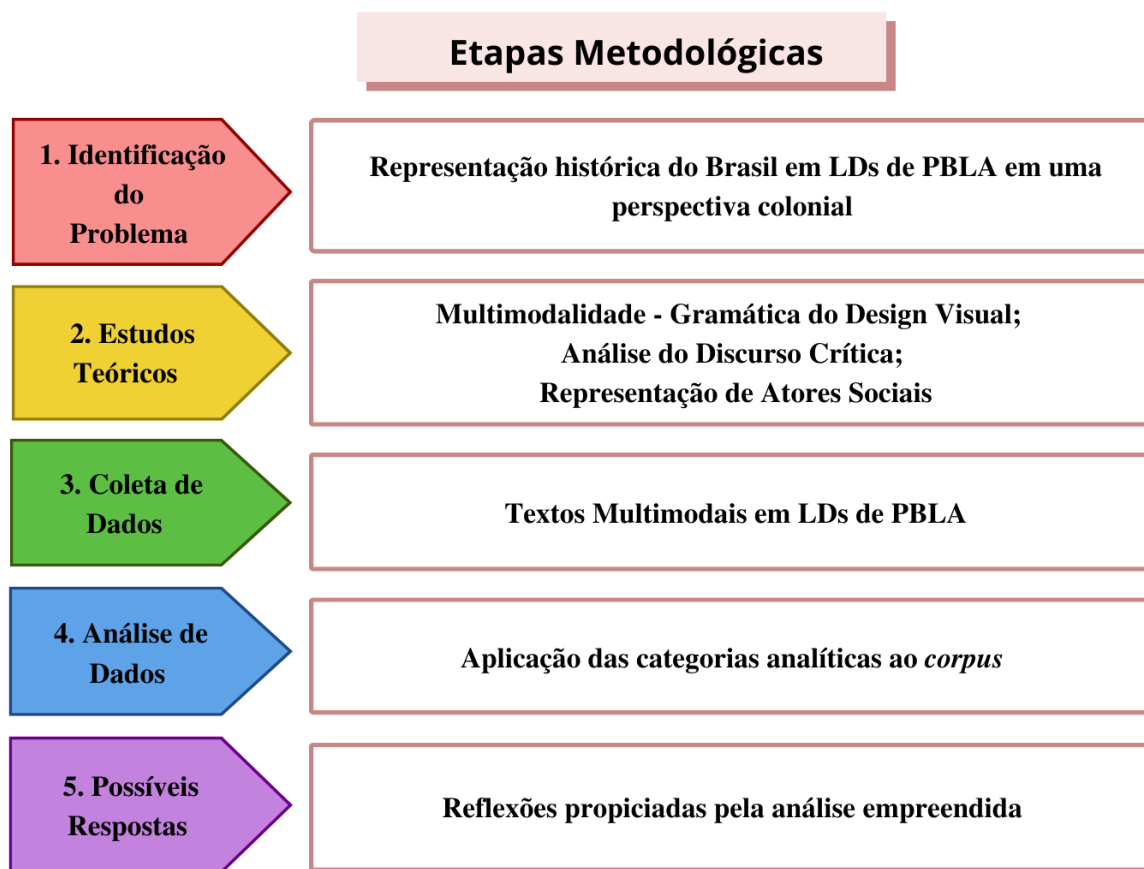 Etapas Metodológicas
1. Identificação
do
Problema
Representação histórica do Brasil em LDs de PBLA em uma
perspectiva colonial
2. Estudos
Teóricos
Multimodalidade - Gramática do Design Visual;
Análise do Discurso Crítica;
Representação de Atores Sociais
3. Coleta de
Dados
Textos Multimodais em LDs de PBLA
4. Análise de
Dados
Aplicação das categorias analíticas ao corpus
5. Possíveis
Respostas
Reflexões propiciadas pela análise empreendida